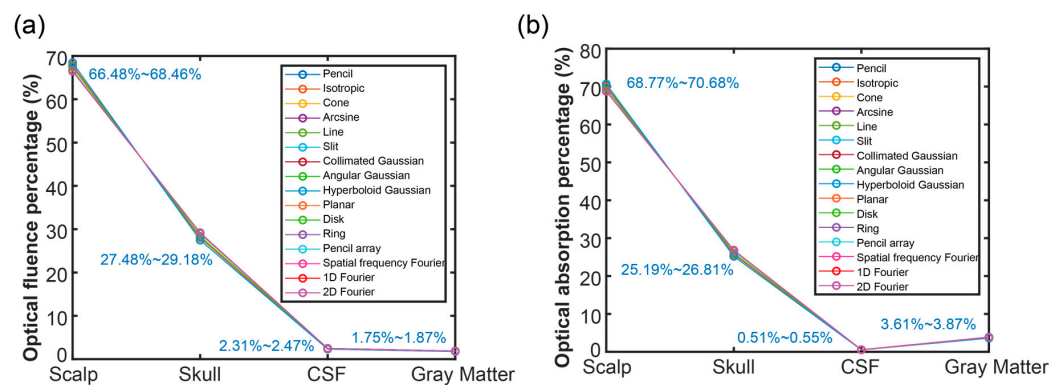 (a)
Optical fluence percentage (%)
70
60
50
40
30
20
10
0
66.48%~68.46%
27.48%~29.18%
2.31%~2.47%
1.75%~1.87%
Pencil
Isotropic
Cone
Arcsine
Line
Slit
Collimated Gaussian
Angular Gaussian
Hyperboloid Gaussian
Planar
Disk
Ring
Pencil array
Spatial frequency Fourier
1D Fourier
2D Fourier
Scalp Skull CSF Gray Matter
(b)
Optical absorption percentage (%)
80
70
60
50
40
30
20
10
0
68.77%~70.68%
25.19%~26.81%
0.51%~0.55%
3.61%~3.87%
Pencil
Isotropic
Cone
Arcsine
Line
Slit
Collimated Gaussian
Angular Gaussian
Hyperboloid Gaussian
Planar
Disk
Ring
Pencil array
Spatial frequency Fourier
1D Fourier
2D Fourier
Scalp Skull CSF Gray Matter